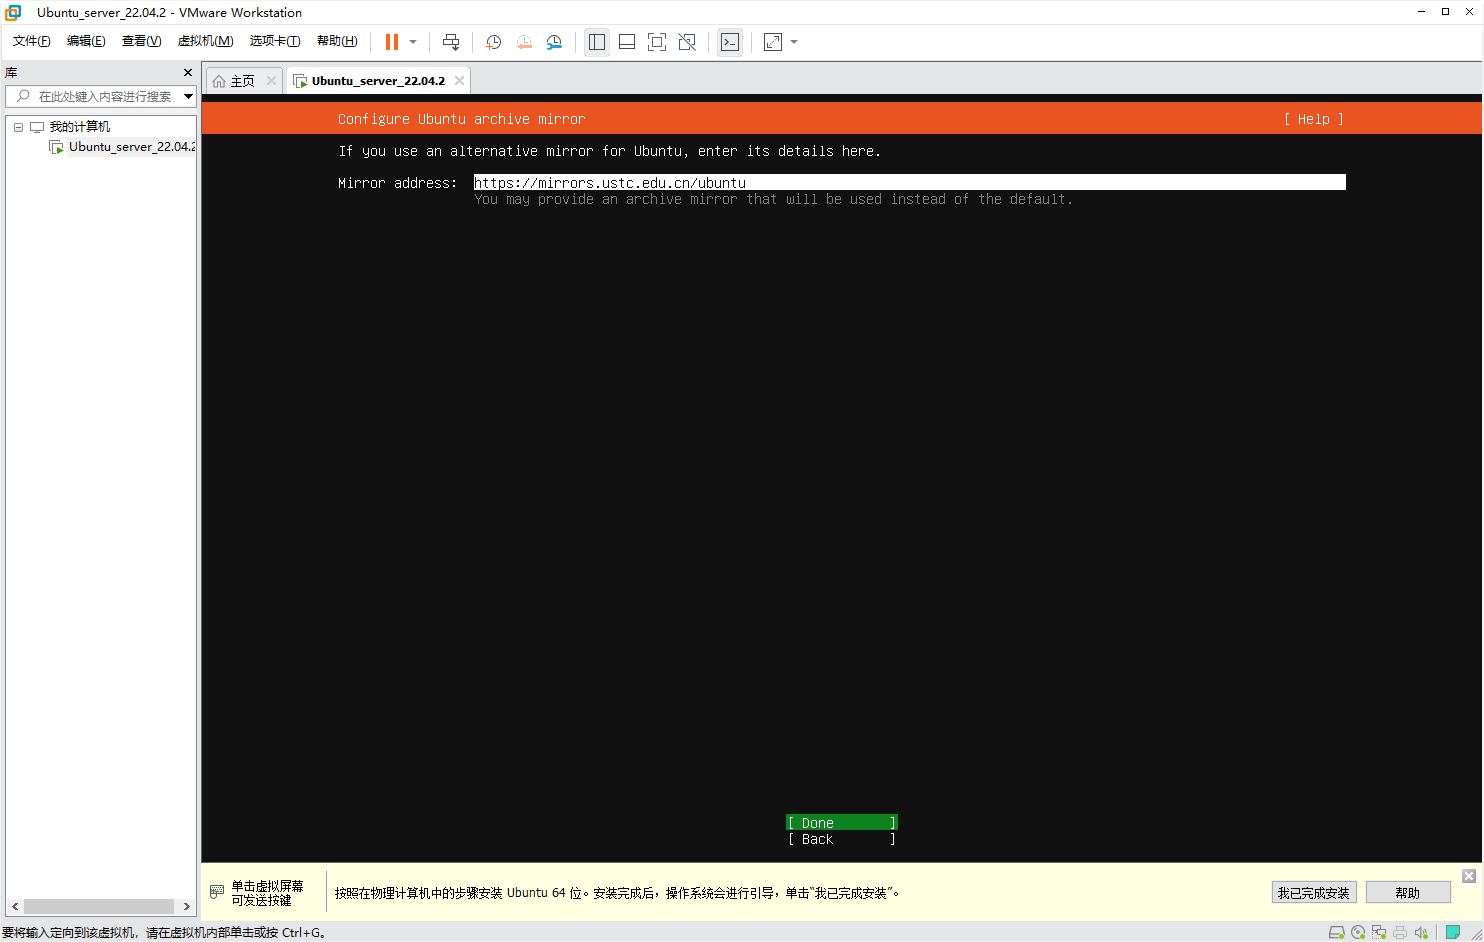 Ubuntu_server_22.04.2 - VMware Workstation
文件(F) 编辑(E) 查看(V) 虚拟机(M) 选项卡(T) 帮助(H)
库
在此处键入内容进行搜索
我的计算机
Ubuntu_server_22.04.2
主页 Ubuntu_server_22.04.2
Configure Ubuntu archive mirror [ Help ]
If you use an alternative mirror for Ubuntu, enter its details here.
Mirror address: https://mirrors.ustc.edu.cn/ubuntu
You may provide an archive mirror that will be used instead of the default.
[ Done ]
[ Back ]
单击虚拟屏幕
可发送按键
按照在物理计算机中的步骤安装 Ubuntu 64 位。安装完成后，操作系统会进行引导，单击“我已完成安装”。
我已完成安装 帮助
要将输入定向到该虚拟机，请在虚拟机内部单击或按 Ctrl+G。